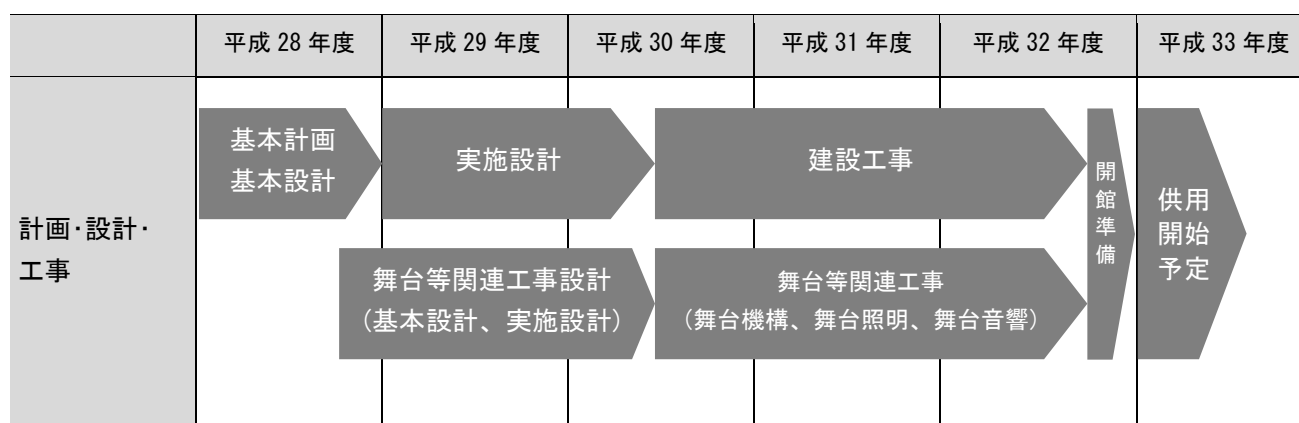 平成 28 年度
平成 29 年度
平成 30 年度
平成 31 年度
平成 32 年度
平成 33 年度
計画・設計・
工事
基本計画
基本設計
実施設計
建設工事
開館準備
供用
開始
予定
舞台等関連工事設計
（基本設計、実施設計）
舞台等関連工事
（舞台機構、舞台照明、舞台音響）